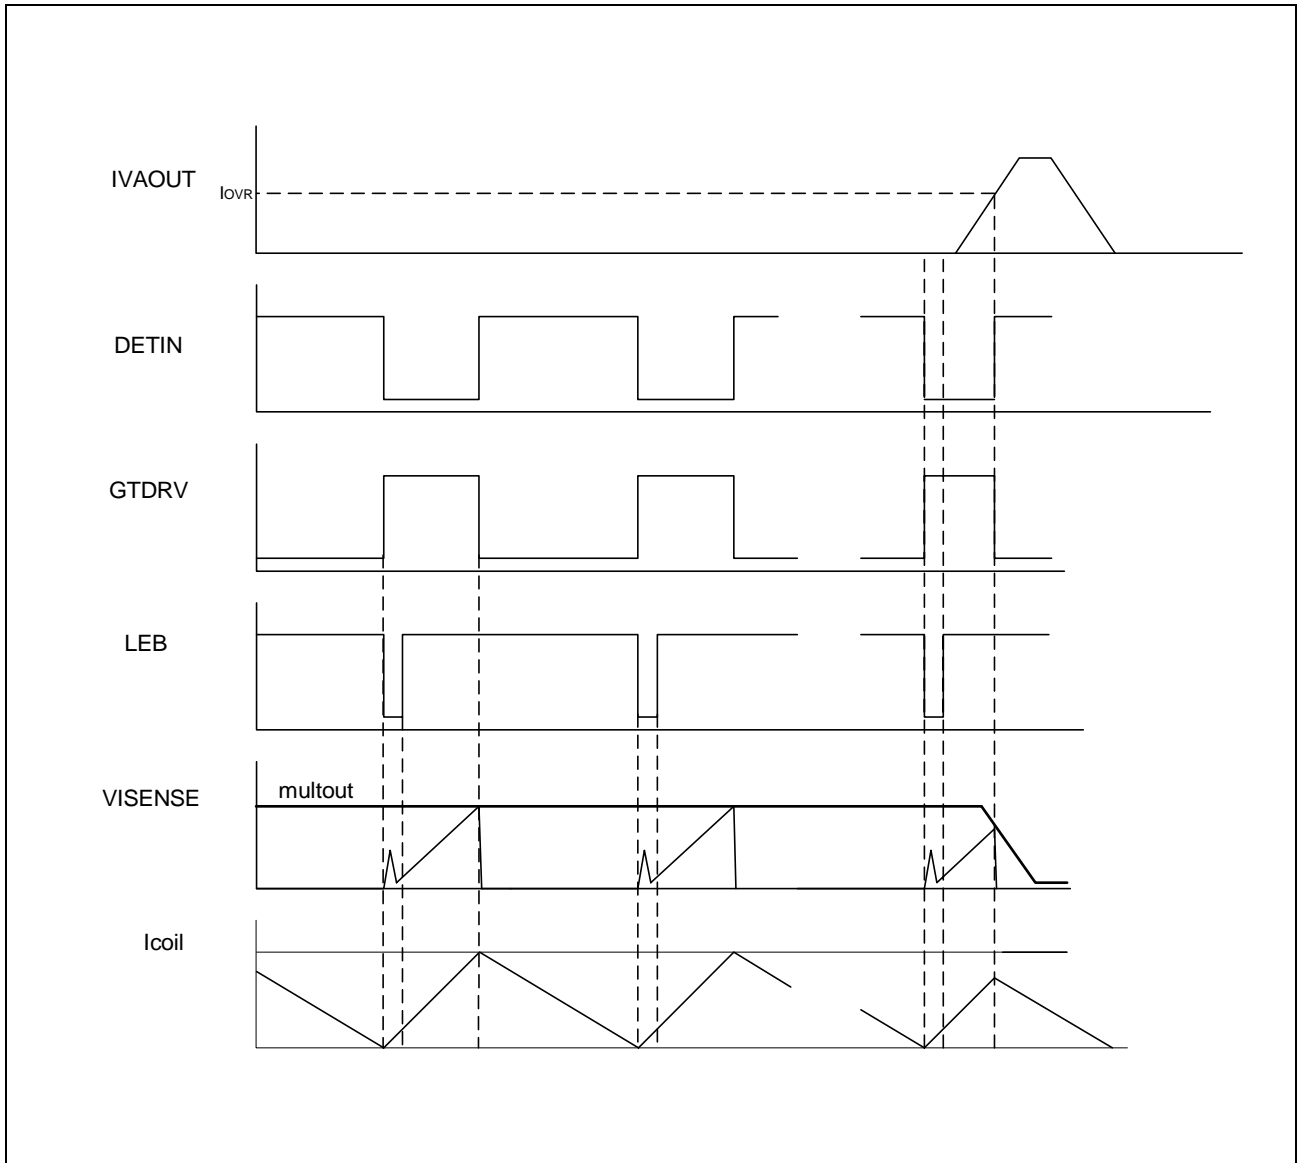 IVAOUT
IOVR
DETIN
GTDRV
LEB
VISENSE
multout
Icoil